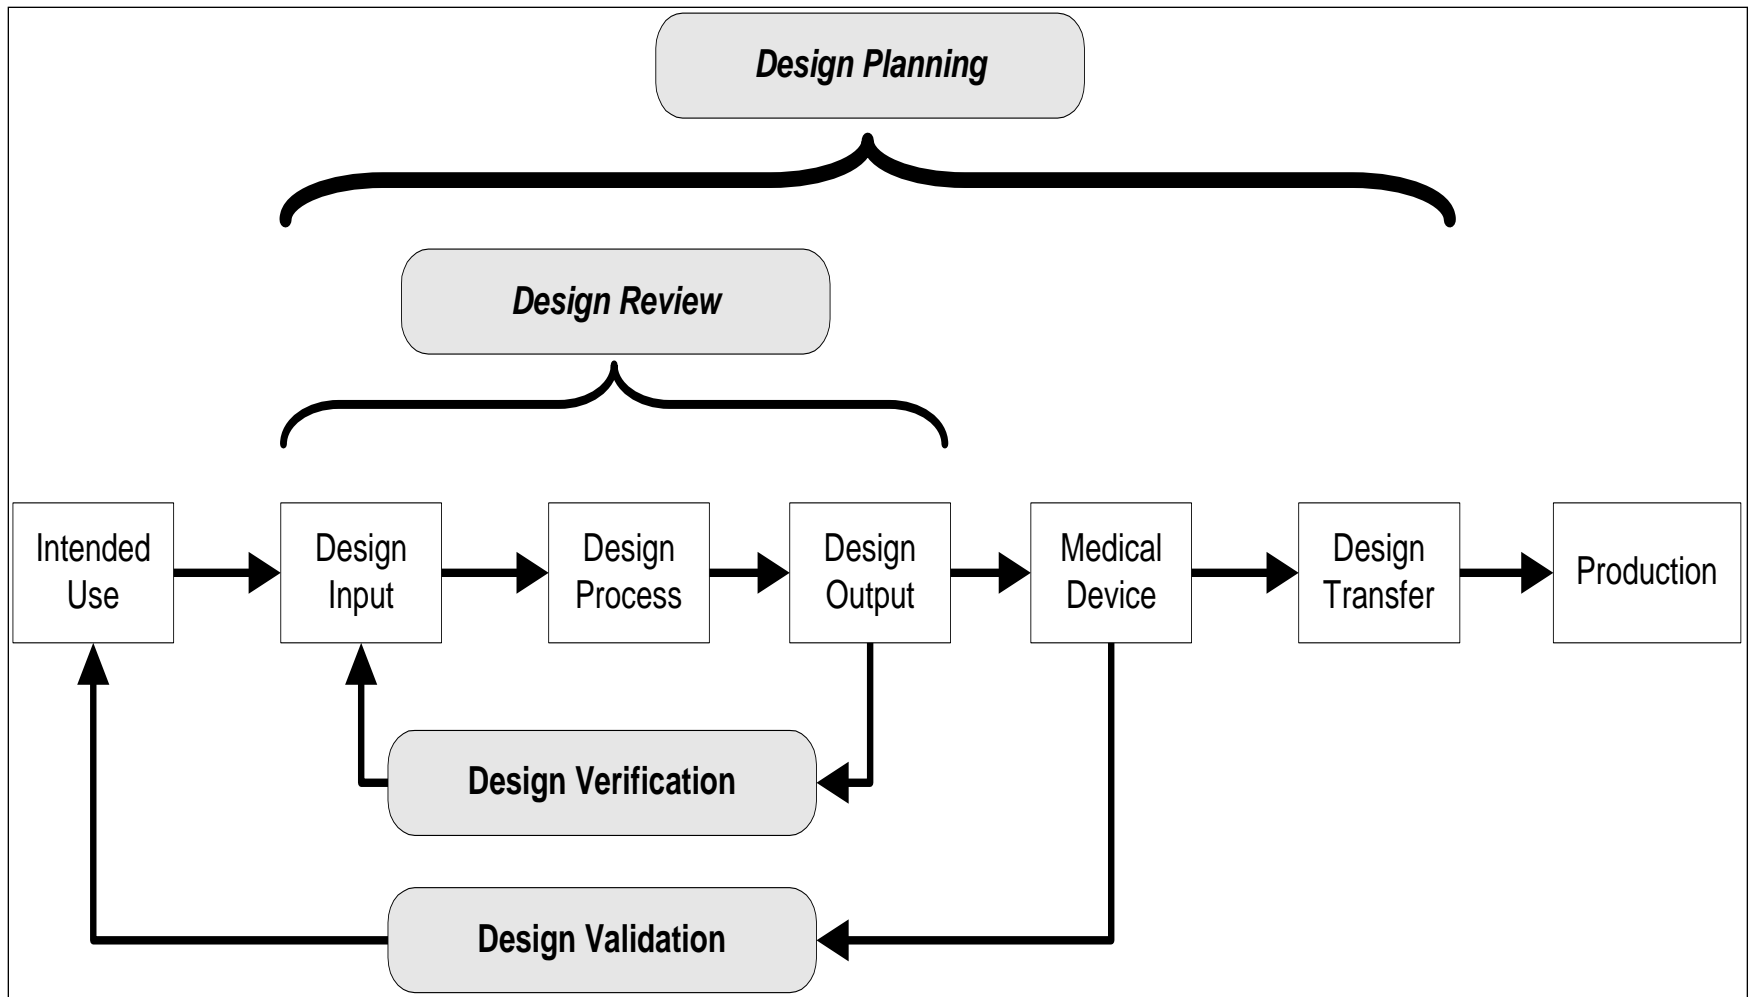 Design Planning
Design Review
Intended
Use
Design
Input
Design
Process
Design
Output
Medical
Device
Design
Transfer
Production
Design Verification
Design Validation